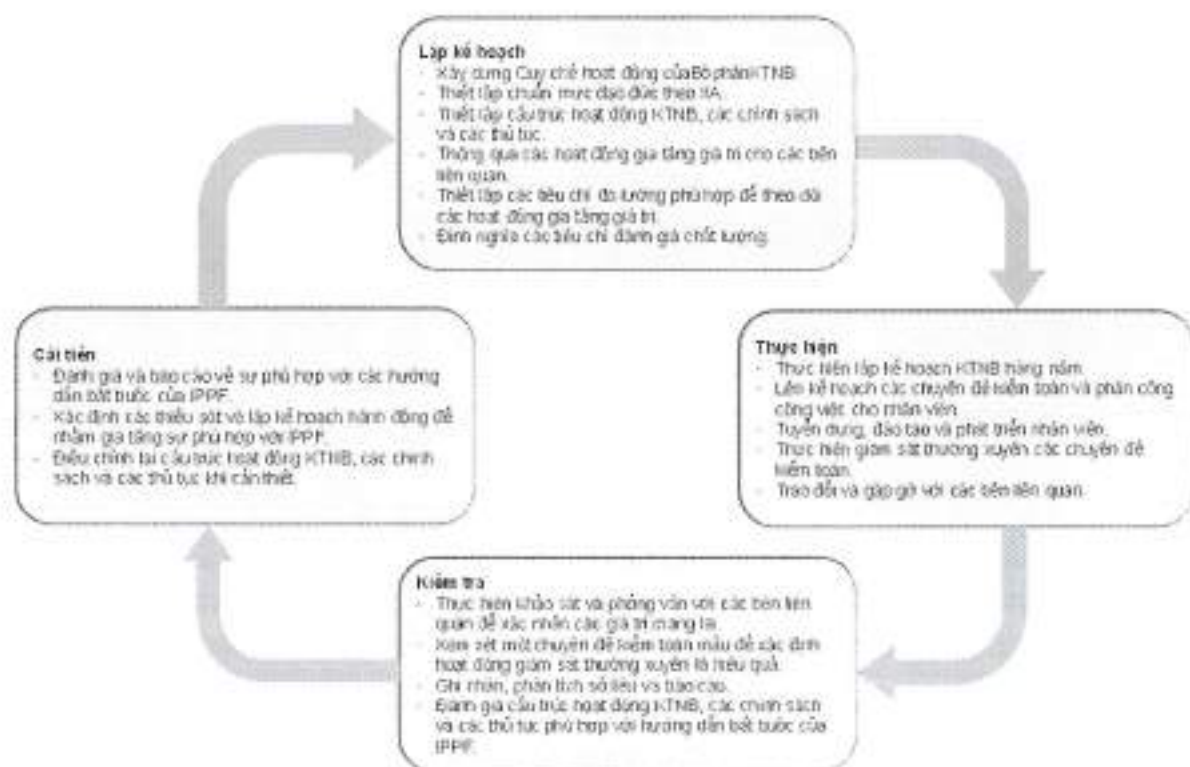 Lập kế hoạch
- Xây dựng Quy chế hoạt động của Bộ phận KTNB.
- Thiết lập chuẩn mực đạo đức theo IIA.
- Thiết lập cấu trúc hoạt động KTNB, các chính sách
và các thủ tục.
- Thông qua các hoạt động gia tăng giá trị cho các bên
liên quan.
- Thiết lập các tiêu chí đo lường phù hợp để theo dõi
các hoạt động gia tăng giá trị.
- Định nghĩa các tiêu chí đánh giá chất lượng.
Cải tiến
- Đánh giá và báo cáo về sự phù hợp với các hướng
dẫn bắt buộc của IPPF.
- Xác định các thiếu sót và lập kế hoạch hành động để
nhằm gia tăng sự phù hợp với IPPF.
- Điều chỉnh lại cấu trúc hoạt động KTNB, các chính
sách và các thủ tục khi cần thiết.
Thực hiện
- Thực hiện lập kế hoạch KTNB hàng năm.
- Lên kế hoạch các chuyên đề kiểm toán và phân công
công việc cho nhân viên.
- Tuyển dụng, đào tạo và phát triển nhân viên.
- Thực hiện giám sát thường xuyên các chuyên đề
kiểm toán.
- Trao đổi và gặp gỡ với các bên liên quan.
Kiểm tra
- Thực hiện khảo sát và phỏng vấn với các bên liên
quan để xác nhận các giá trị mang lại.
- Xem xét một chuyên đề kiểm toán mẫu để xác định
hoạt động giám sát thường xuyên là hiệu quả.
- Ghi nhận, phân tích số liệu và báo cáo.
- Đánh giá cấu trúc hoạt động KTNB, các chính sách
và các thủ tục phù hợp với hướng dẫn bắt buộc của
IPPF.